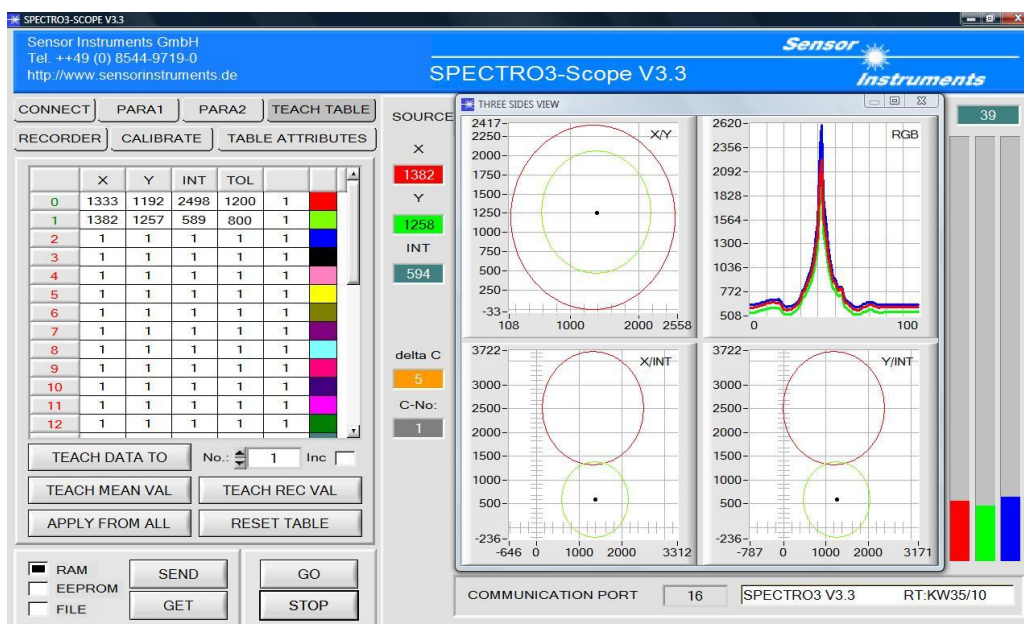 SPECTRO3-SCOPE V3.3
Sensor Instruments GmbH
Tel. ++49 (0) 8544-9719-0
http://www.sensorinstruments.de
SPECTRO3-Scope V3.3
Sensor
Instruments
CONNECT PARA1 PARA2 TEACH TABLE
RECORDER CALIBRATE TABLE ATTRIBUTES
X Y INT TOL
0 1333 1192 2498 1200 1
1 1382 1257 589 800 1
2 1 1 1 1 1
3 1 1 1 1 1
4 1 1 1 1 1
5 1 1 1 1 1
6 1 1 1 1 1
7 1 1 1 1 1
8 1 1 1 1 1
9 1 1 1 1 1
10 1 1 1 1 1
11 1 1 1 1 1
12 1 1 1 1 1
TEACH DATA TO No.: 1 Inc
TEACH MEAN VAL TEACH REC VAL
APPLY FROM ALL RESET TABLE
RAM
EEPROM
FILE
SEND GO
GET STOP
SOURCE
X
1382
Y
1258
INT
594
delta C
5
C-No:
1
THREE SIDES VIEW
X/Y
2417
2250
2000
1750
1500
1250
1000
750
500
250
-33
108 1000 2000 2558
RGB
2620
2356
2092
1828
1564
1300
1036
772
508
0 100
X/INT
3722
3000
2500
2000
1500
1000
500
-236
-646 0 1000 2000 3312
Y/INT
3722
3000
2500
2000
1500
1000
500
-236
-787 0 1000 2000 3171
39
COMMUNICATION PORT 16 SPECTRO3 V3.3 RT:KW35/10